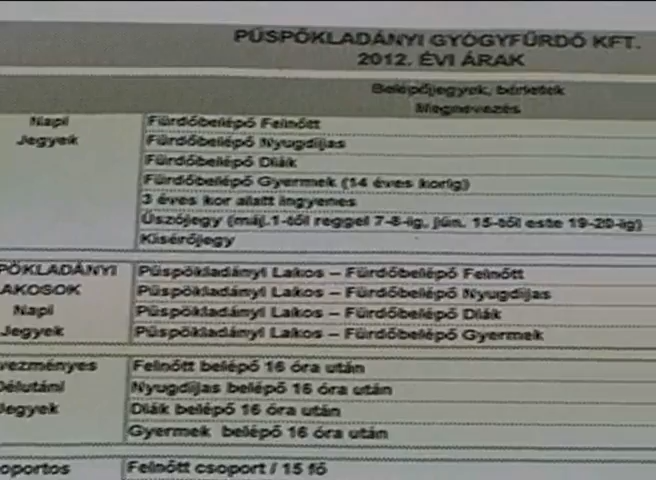 PÜSPÖKLADÁNYI GYÓGYFÜRDŐ KFT.
2012. ÉVI ÁRAK
Belépőjegyek, bérletek
Megnevezés
Napi
Jegyek
Fürdőbelépő Felnőtt
Fürdőbelépő Nyugdíjas
Fürdőbelépő Diák
Fürdőbelépő Gyermek (14 éves korig)
3 éves kor alatt ingyenes
Úszójegy (máj.1-től reggel 7-8-ig, jún. 15-től este 19-20-ig)
Kísérőjegy
PÖKLADÁNYI
AKOSOK
Napi
Jegyek
Püspökladányi Lakos – Fürdőbelépő Felnőtt
Püspökladányi Lakos – Fürdőbelépő Nyugdíjas
Püspökladányi Lakos – Fürdőbelépő Diák
Püspökladányi Lakos – Fürdőbelépő Gyermek
vezményes
Délutáni
Jegyek
Felnőtt belépő 16 óra után
Nyugdíjas belépő 16 óra után
Diák belépő 16 óra után
Gyermek belépő 16 óra után
oportos
Felnőtt csoport / 15 fő